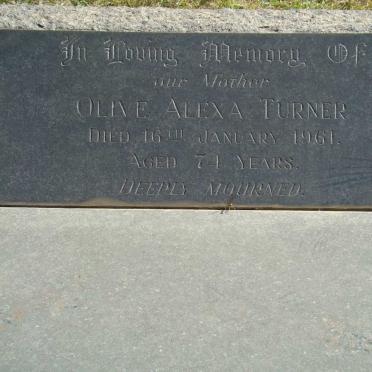 In Loving Memory Of
our Mother
OLIVE ALEXA TURNER
DIED 16TH JANUARY 1961.
AGED 74 YEARS.
DEEPLY MOURNED.